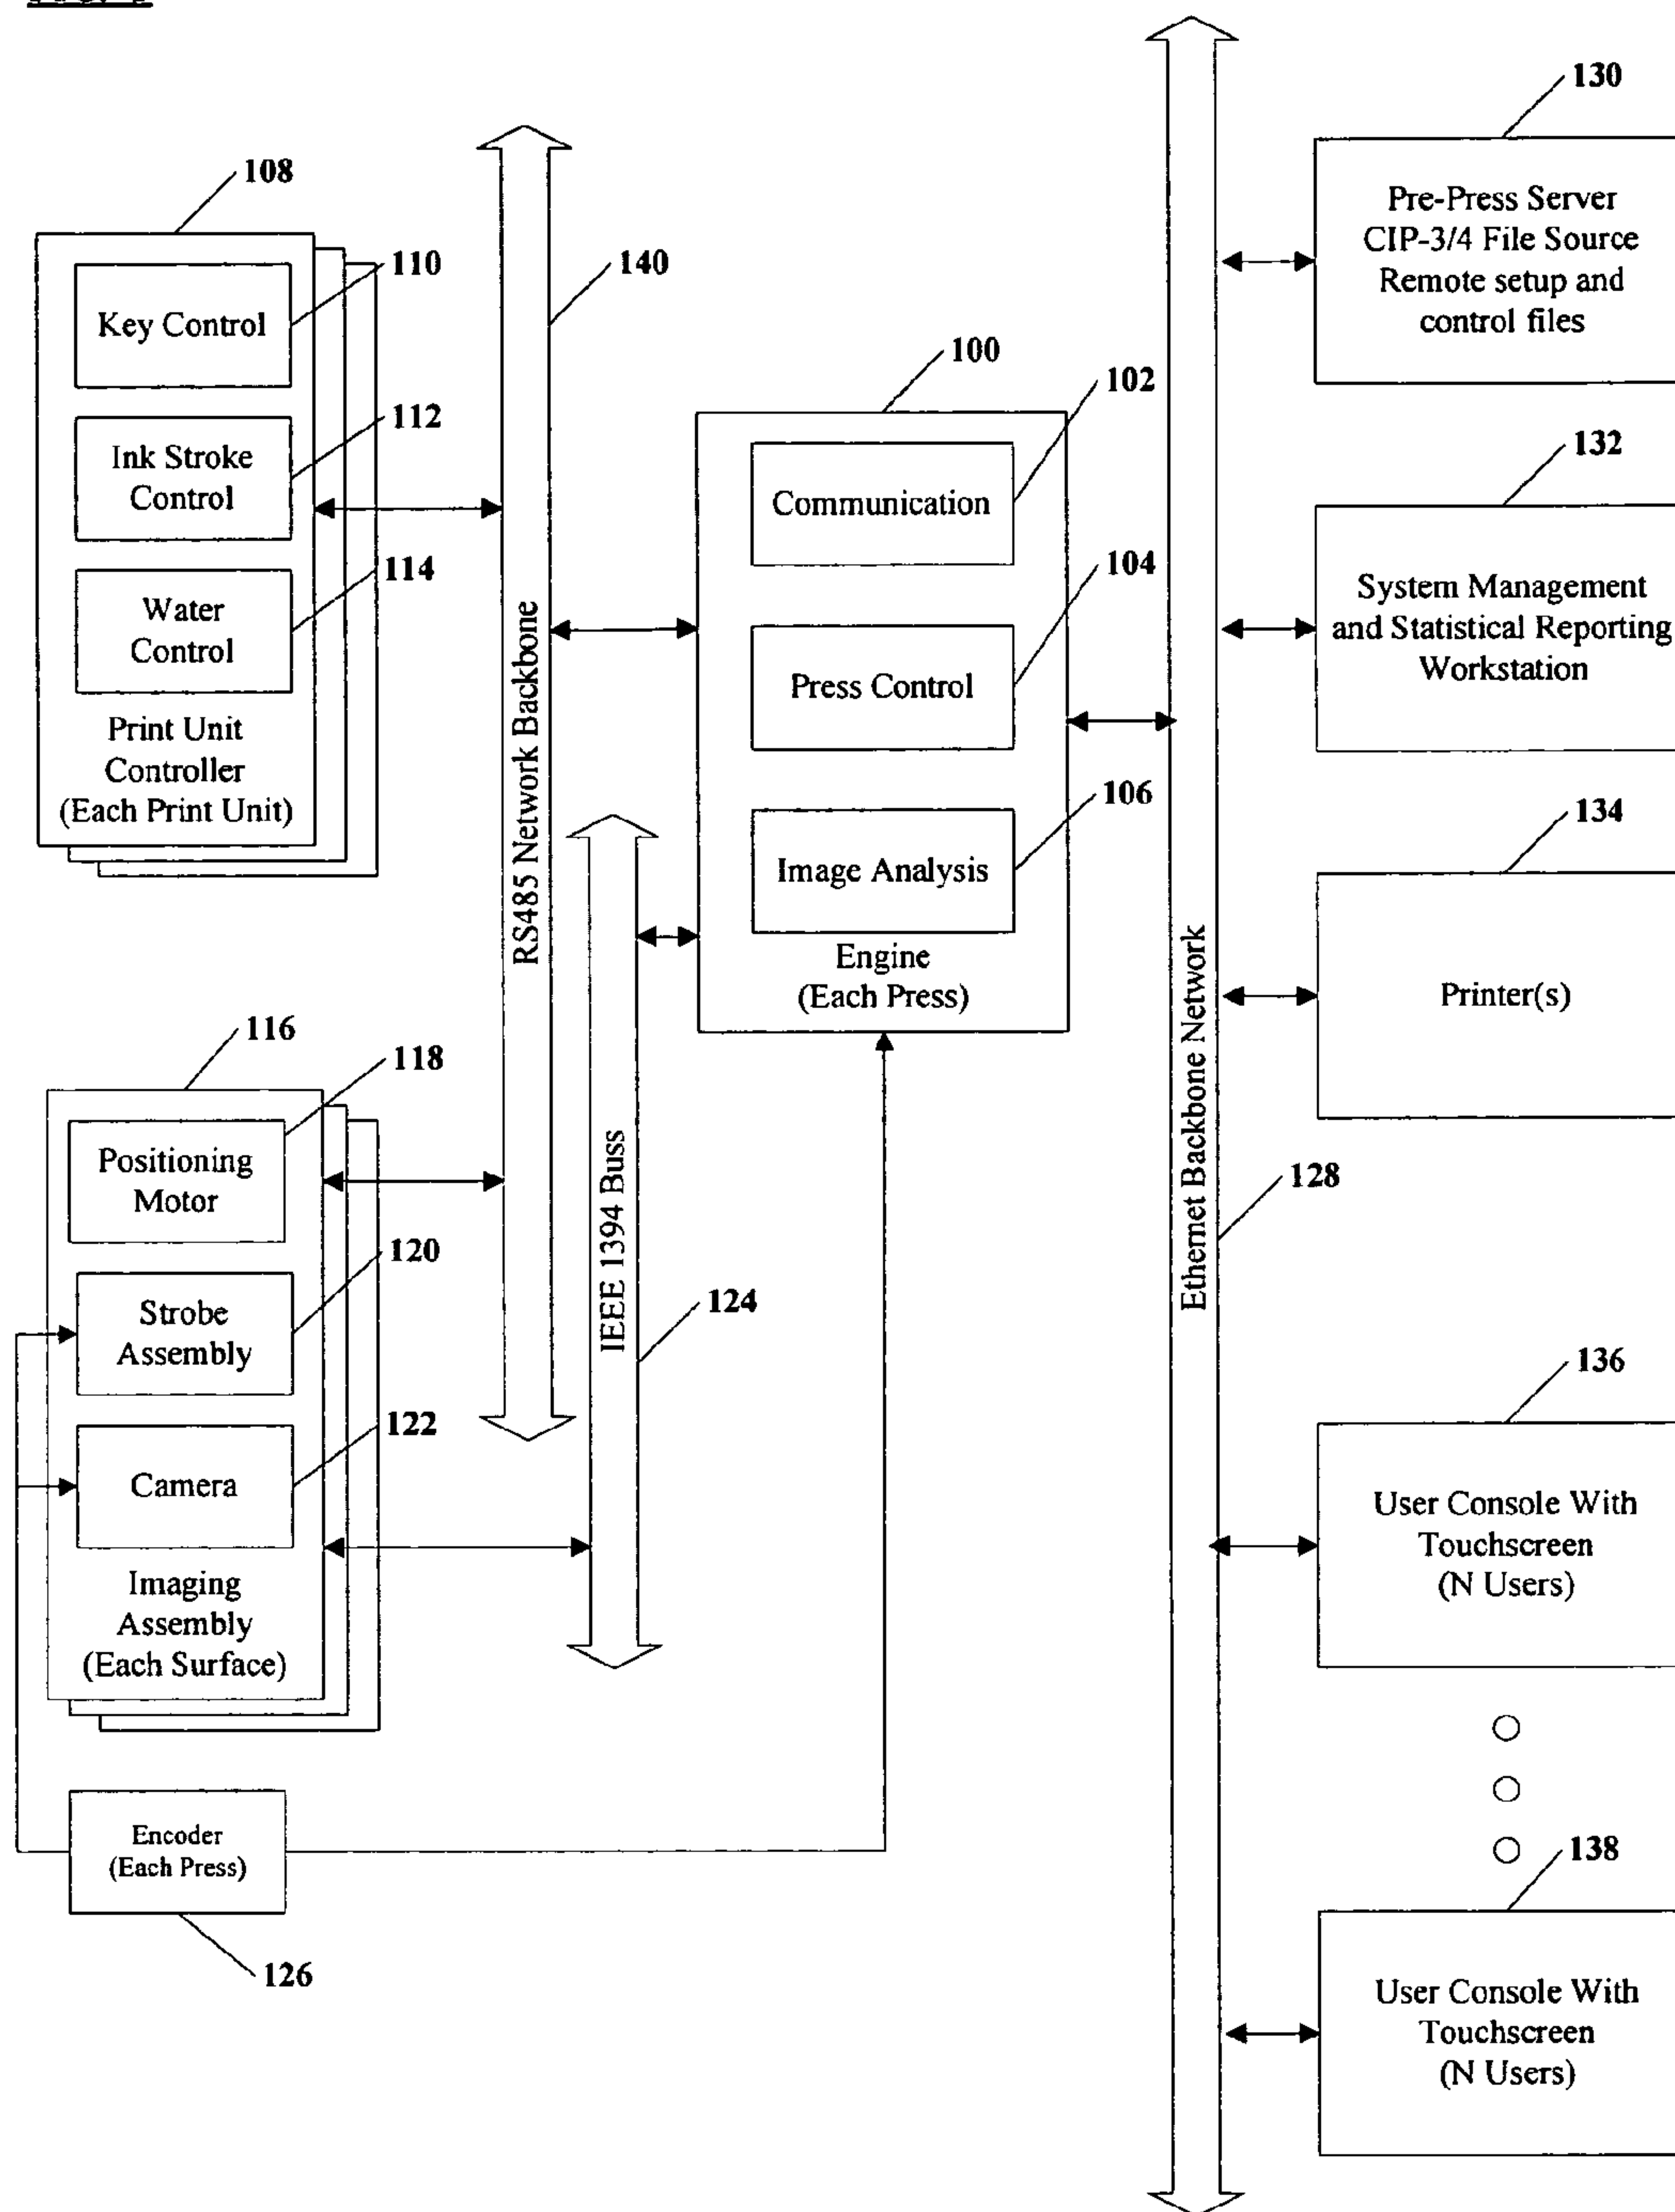 130
Pre-Press Server
CIP-3/4 File Source
Remote setup and
control files
108
110
Key Control
112
Ink Stroke
Control
114
Water
Control
Print Unit
Controller
(Each Print Unit)
140
RS485 Network Backbone
100
102
Communication
104
Press Control
106
Image Analysis
Engine
(Each Press)
132
System Management
and Statistical Reporting
Workstation
134
Printer(s)
116
118
Positioning
Motor
120
Strobe
Assembly
122
Camera
Imaging
Assembly
(Each Surface)
IEEE 1394 Buss
124
Ethernet Backbone Network
128
136
User Console With
Touchscreen
(N Users)
Encoder
(Each Press)
126
138
User Console With
Touchscreen
(N Users)